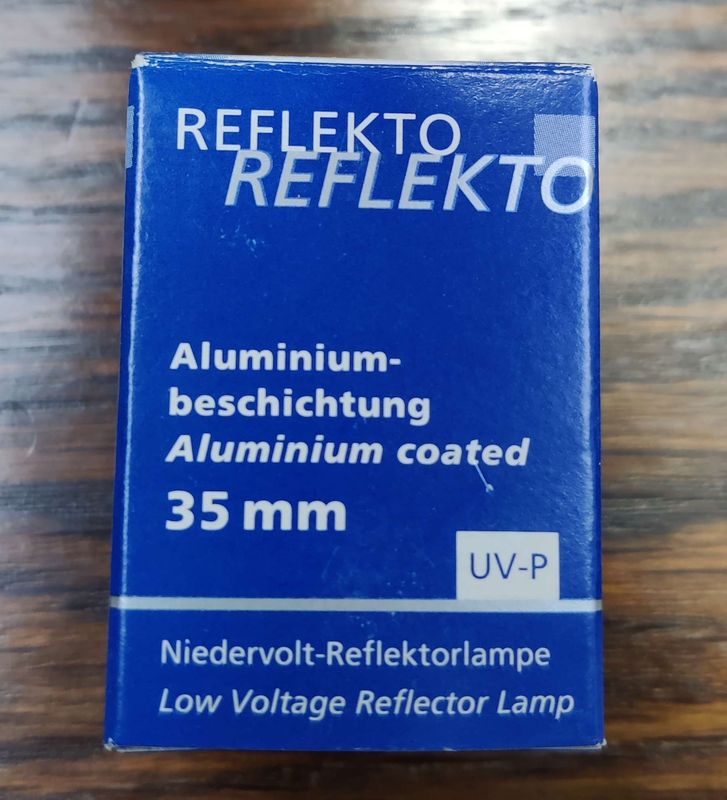 REFLEKTO
REFLEKTO
Aluminium-
beschichtung
Aluminium coated
35 mm
UV-P
Niedervolt-Reflektorlampe
Low Voltage Reflector Lamp